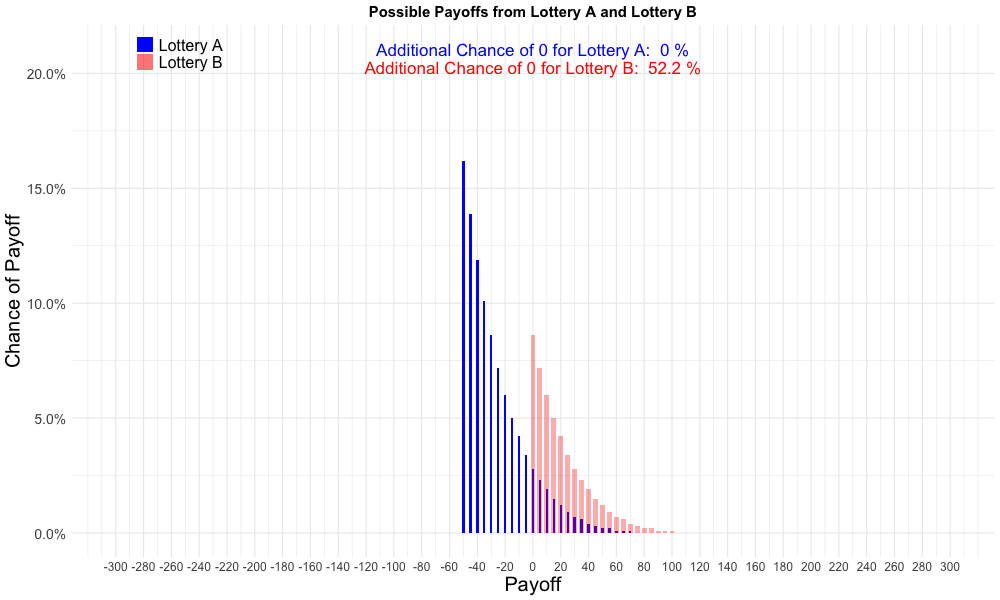 Possible Payoffs from Lottery A and Lottery B
Lottery A
Lottery B
Additional Chance of 0 for Lottery A:  0 %
Additional Chance of 0 for Lottery B:  52.2 %
Chance of Payoff
20.0%
15.0%
10.0%
5.0%
0.0%
-300 -280 -260 -240 -220 -200 -180 -160 -140 -120 -100 -80 -60 -40 -20 0 20 40 60 80 100 120 140 160 180 200 220 240 260 280 300
Payoff